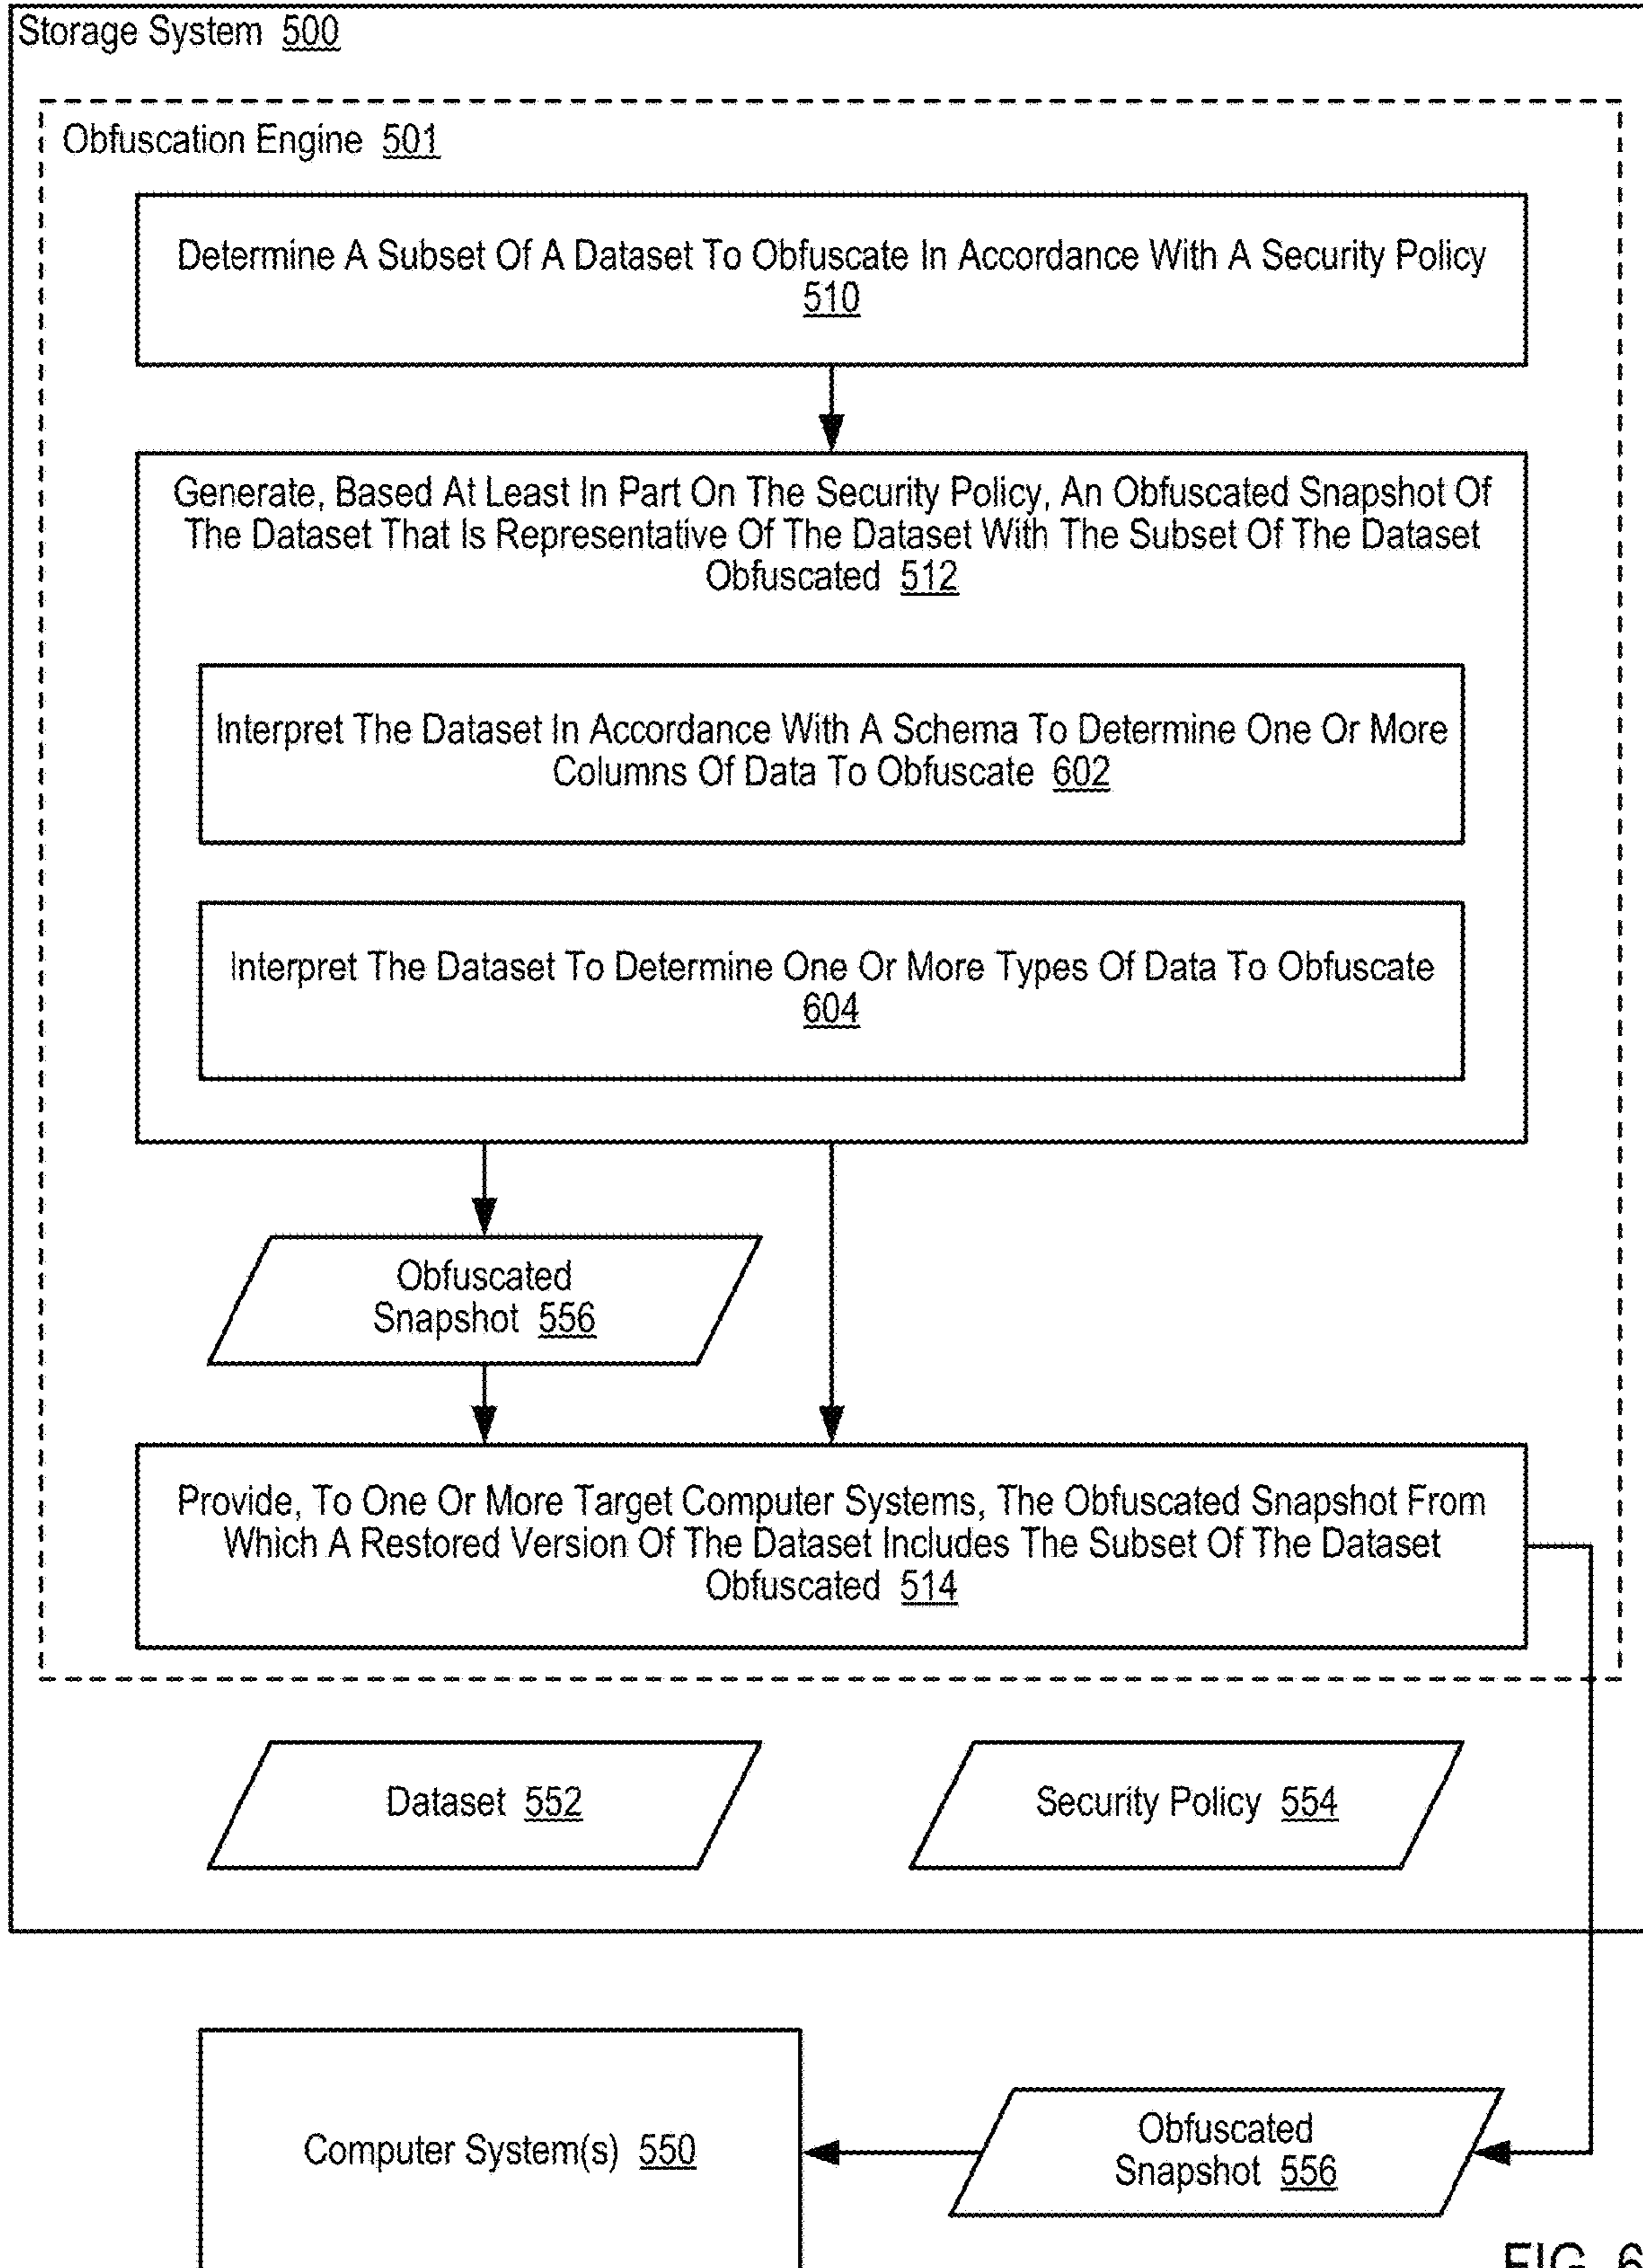 Storage System 500
Obfuscation Engine 501
Determine A Subset Of A Dataset To Obfuscate In Accordance With A Security Policy
510
Generate, Based At Least In Part On The Security Policy, An Obfuscated Snapshot Of
The Dataset That Is Representative Of The Dataset With The Subset Of The Dataset
Obfuscated 512
Interpret The Dataset In Accordance With A Schema To Determine One Or More
Columns Of Data To Obfuscate 602
Interpret The Dataset To Determine One Or More Types Of Data To Obfuscate
604
Obfuscated
Snapshot 556
Provide, To One Or More Target Computer Systems, The Obfuscated Snapshot From
Which A Restored Version Of The Dataset Includes The Subset Of The Dataset
Obfuscated 514
Dataset 552
Security Policy 554
Computer System(s) 550
Obfuscated
Snapshot 556
FIG. 6